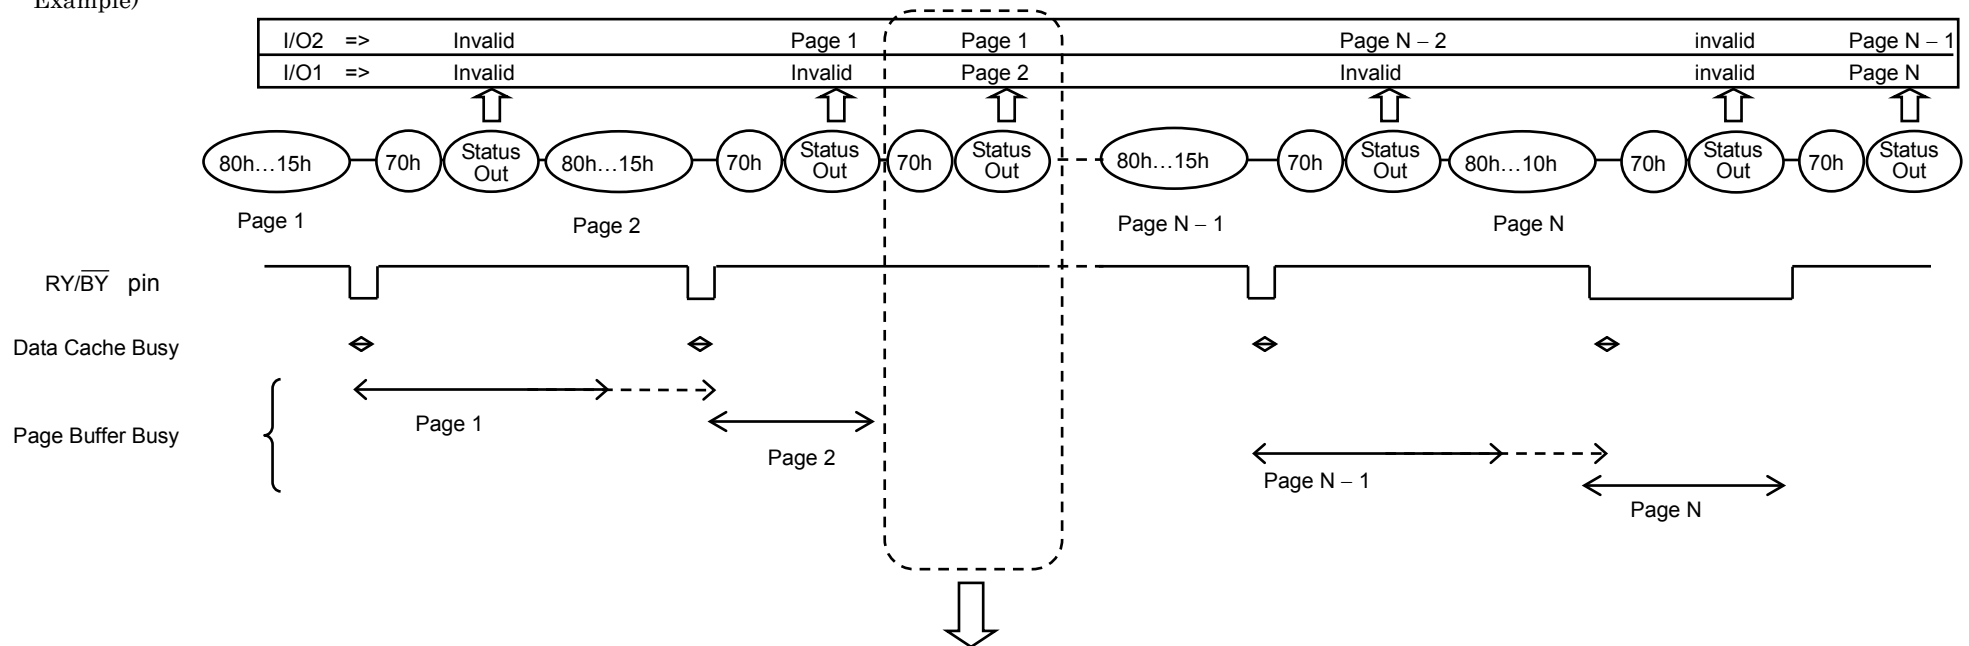 Example)
I/O2 => Invalid Page 1 Page 1 Page N – 2 invalid Page N – 1
I/O1 => Invalid Invalid Page 2 Invalid invalid Page N
80h…15h 70h Status Out 80h…15h 70h Status Out 70h Status Out 80h…15h 70h Status Out 80h…10h 70h Status Out 70h Status Out
Page 1 Page 2 Page N – 1 Page N
RY/B̅Y̅ pin
Data Cache Busy
Page 1
Page Buffer Busy
Page 2
Page N – 1
Page N